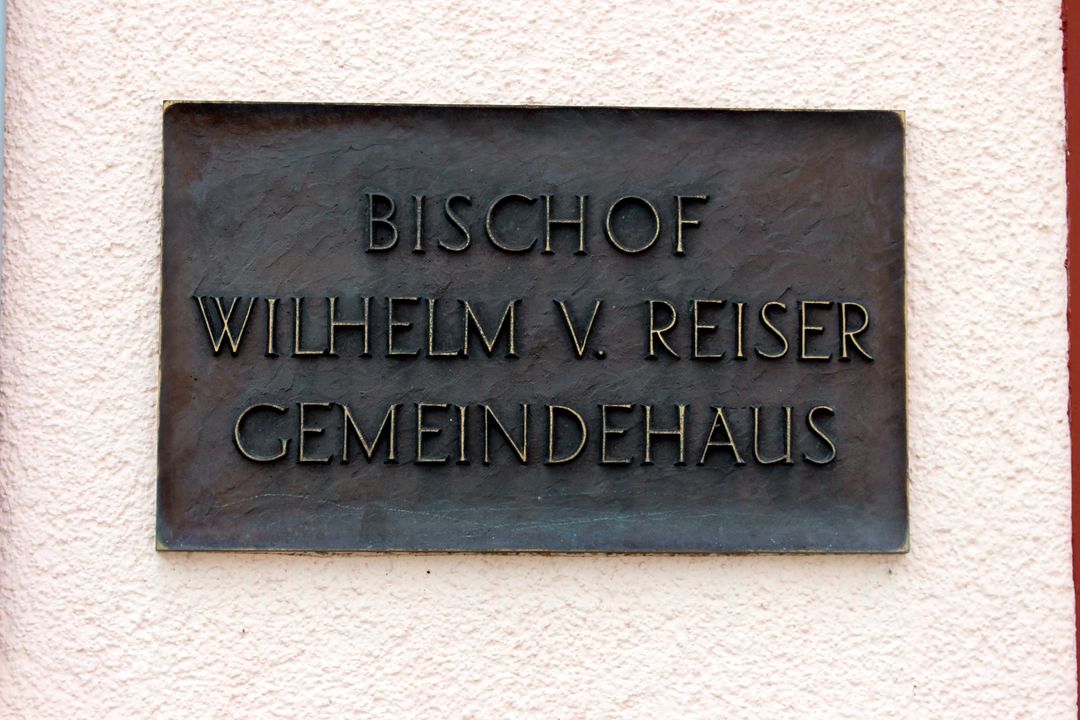 BISCHOF
WILHELM V. REISER
GEMEINDEHAUS